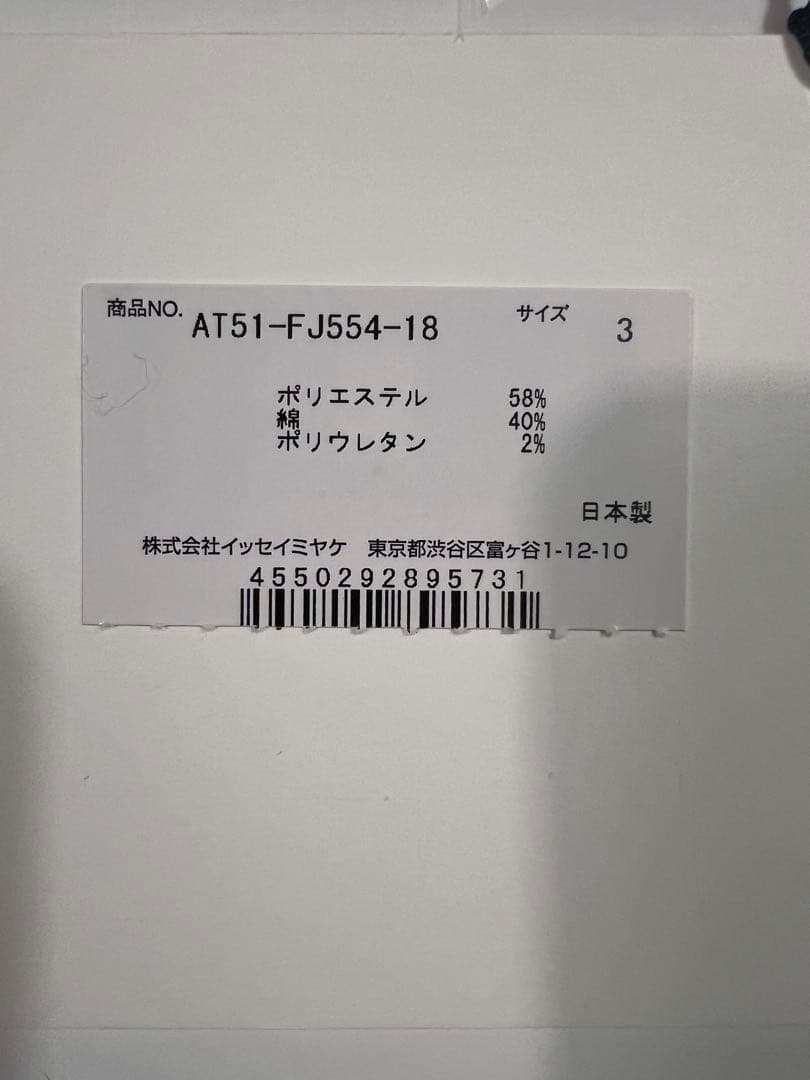 商品NO. AT51-FJ554-18 サイズ 3
ポリエステル 58%
綿 40%
ポリウレタン 2%
日本製
株式会社イッセイミヤケ 東京都渋谷区富ヶ谷1-12-10
4550292895731